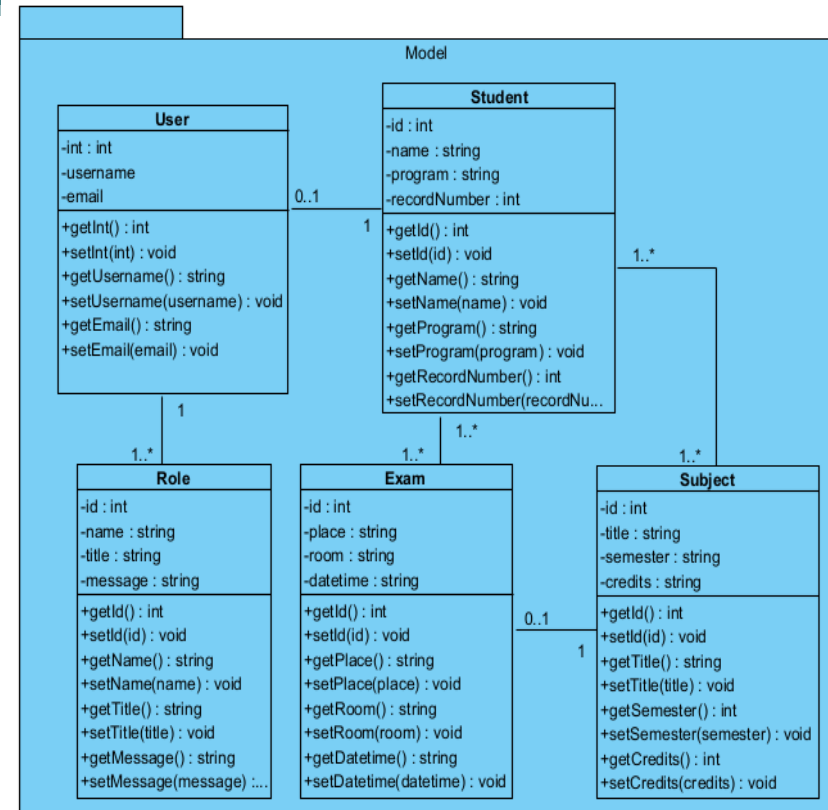 Model
User
-int : int
-username
-email
+getInt() : int
+setInt(int) : void
+getUsername() : string
+setUsername(username) : void
+getEmail() : string
+setEmail(email) : void
Student
-id : int
-name : string
-program : string
-recordNumber : int
+getId() : int
+setId(id) : void
+getName() : string
+setName(name) : void
+getProgram() : string
+setProgram(program) : void
+getRecordNumber() : int
+setRecordNumber(recordNu...
0..1
1
1..*
1..*
1
1..*
1..*
1..*
Role
-id : int
-name : string
-title : string
-message : string
+getId() : int
+setId(id) : void
+getName() : string
+setName(name) : void
+getTitle() : string
+setTitle(title) : void
+getMessage() : string
+setMessage(message) :...
Exam
-id : int
-place : string
-room : string
-datetime : string
+getId() : int
+setId(id) : void
+getPlace() : string
+setPlace(place) : void
+getRoom() : string
+setRoom(room) : void
+getDatetime() : string
+setDatetime(datetime) : void
0..1
1
Subject
-id : int
-title : string
-semester : string
-credits : string
+getId() : int
+setId(id) : void
+getTitle() : string
+setTitle(title) : void
+getSemester() : int
+setSemester(semester) : void
+getCredits() : int
+setCredits(credits) : void